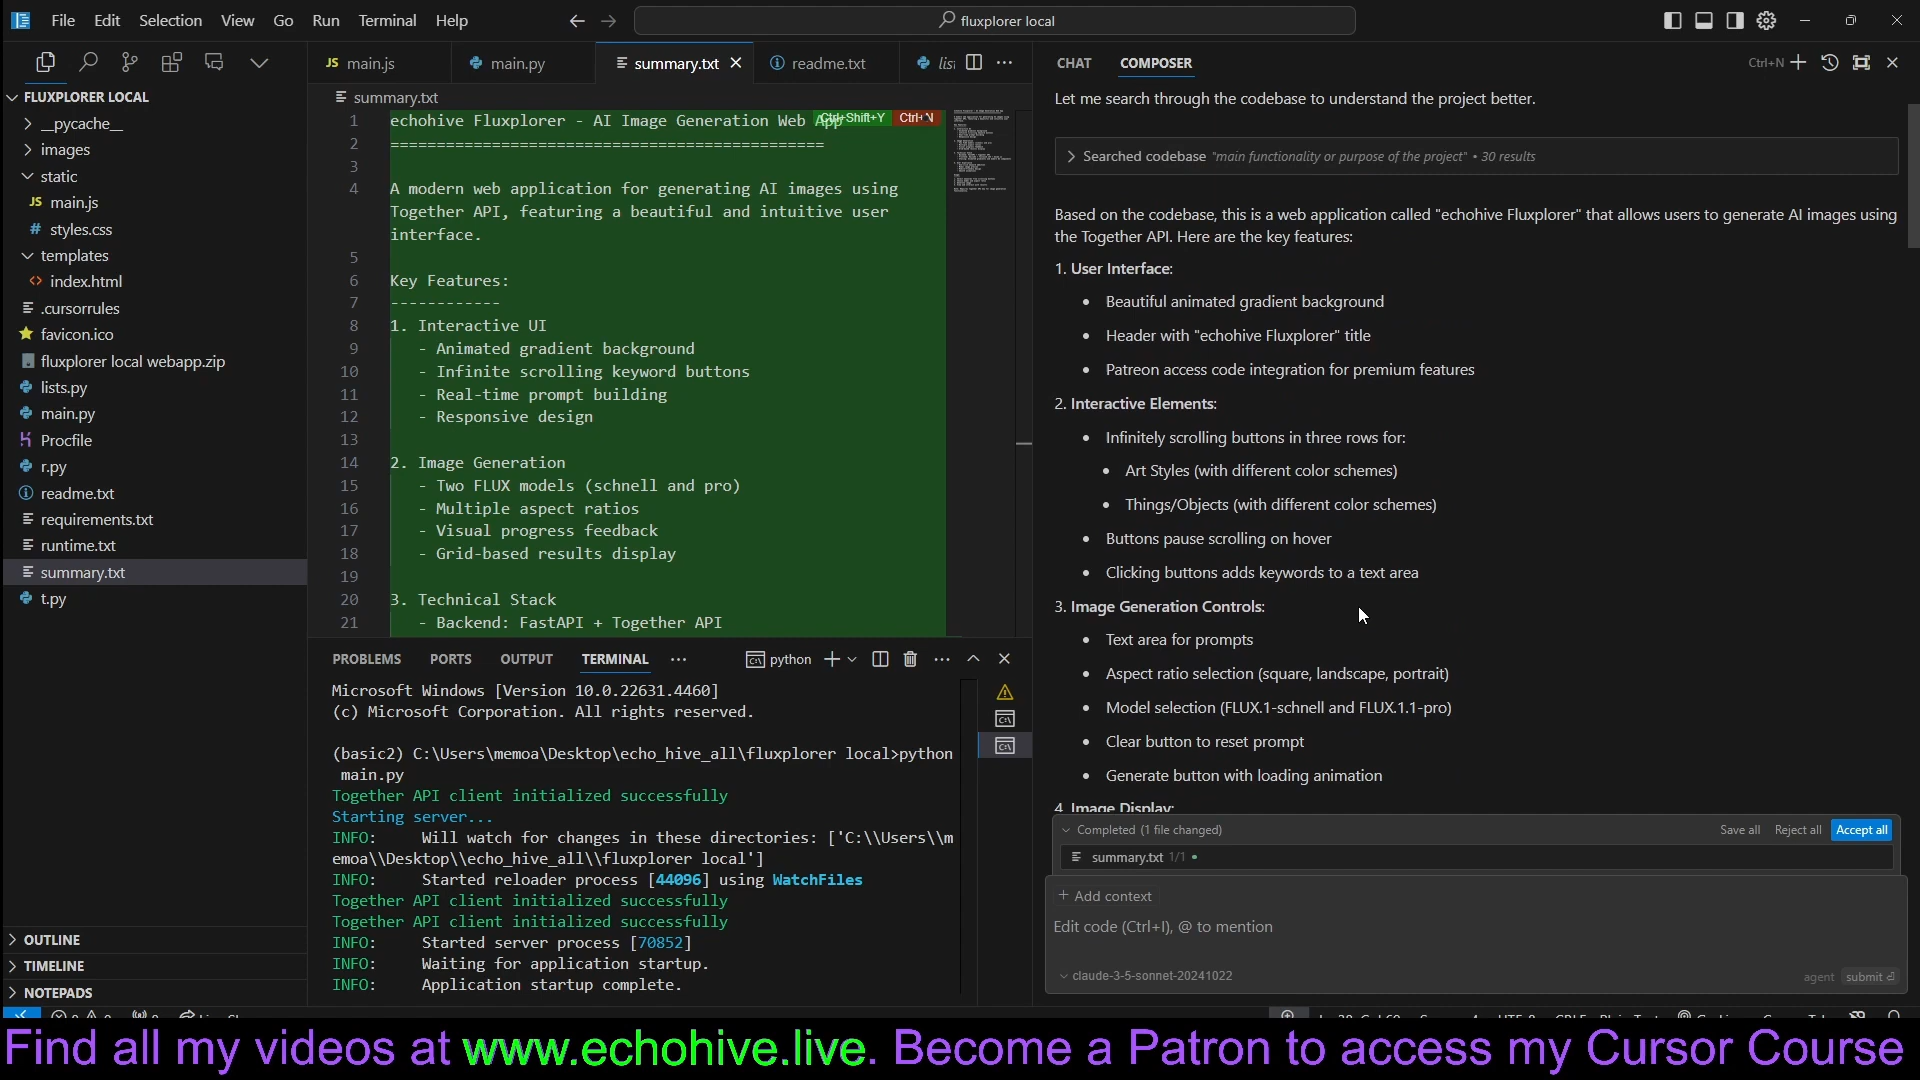 File Edit Selection View Go Run Terminal Help
fluxplorer local
JS main.js
main.py
summary.txt
readme.txt
CHAT COMPOSER
Ctrl+N
FLUXPLORER LOCAL
__pycache__
images
static
JS main.js
# styles.css
templates
<> index.html
.cursorrules
favicon.ico
fluxplorer local webapp.zip
lists.py
main.py
Procfile
r.py
readme.txt
requirements.txt
runtime.txt
summary.txt
t.py
OUTLINE
TIMELINE
NOTEPADS
summary.txt
Ctrl+Shift+Y Ctrl+N
1 echohive Fluxplorer - AI Image Generation Web App
2 ===============================================
3
4 A modern web application for generating AI images using
Together API, featuring a beautiful and intuitive user
interface.
5
6 Key Features:
7 ------------
8 1. Interactive UI
9 - Animated gradient background
10 - Infinite scrolling keyword buttons
11 - Real-time prompt building
12 - Responsive design
13
14 2. Image Generation
15 - Two FLUX models (schnell and pro)
16 - Multiple aspect ratios
17 - Visual progress feedback
18 - Grid-based results display
19
20 3. Technical Stack
21 - Backend: FastAPI + Together API
PROBLEMS PORTS OUTPUT TERMINAL
python
Microsoft Windows [Version 10.0.22631.4460]
(c) Microsoft Corporation. All rights reserved.
(basic2) C:\Users\memoa\Desktop\echo_hive_all\fluxplorer local>python
main.py
Together API client initialized successfully
Starting server...
INFO: Will watch for changes in these directories: ['C:\\Users\\m
emoa\\Desktop\\echo_hive_all\\fluxplorer local']
INFO: Started reloader process [44096] using WatchFiles
Together API client initialized successfully
Together API client initialized successfully
INFO: Started server process [70852]
INFO: Waiting for application startup.
INFO: Application startup complete.
Let me search through the codebase to understand the project better.
Searched codebase "main functionality or purpose of the project" • 30 results
Based on the codebase, this is a web application called "echohive Fluxplorer" that allows users to generate AI images using
the Together API. Here are the key features:
1. User Interface:
• Beautiful animated gradient background
• Header with "echohive Fluxplorer" title
• Patreon access code integration for premium features
2. Interactive Elements:
• Infinitely scrolling buttons in three rows for:
• Art Styles (with different color schemes)
• Things/Objects (with different color schemes)
• Buttons pause scrolling on hover
• Clicking buttons adds keywords to a text area
3. Image Generation Controls:
• Text area for prompts
• Aspect ratio selection (square, landscape, portrait)
• Model selection (FLUX.1-schnell and FLUX.1.1-pro)
• Clear button to reset prompt
• Generate button with loading animation
4. Image Display:
Completed (1 file changed) Save all Reject all Accept all
summary.txt 1/1 •
+ Add context
Edit code (Ctrl+I), @ to mention
claude-3-5-sonnet-20241022
agent submit
Find all my videos at www.echohive.live. Become a Patron to access my Cursor Course